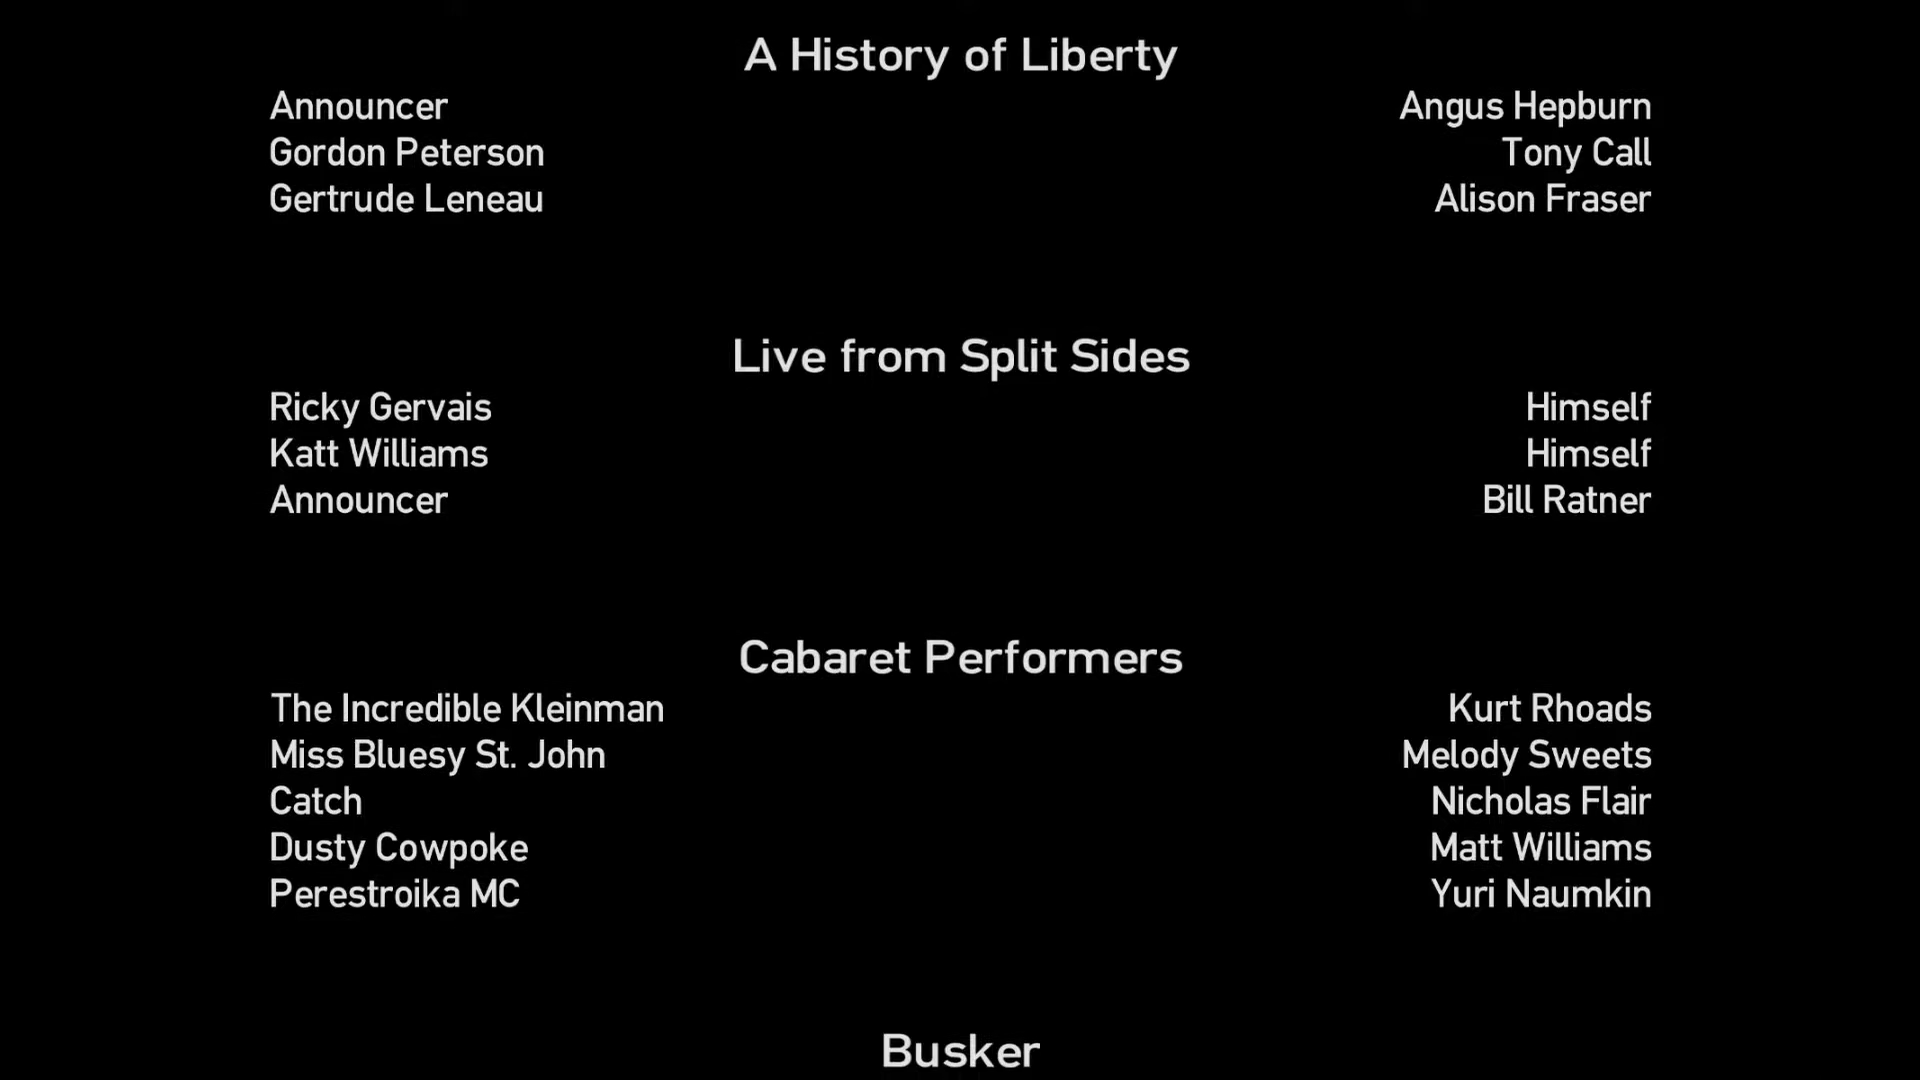 A History of Liberty
Announcer Angus Hepburn
Gordon Peterson Tony Call
Gertrude Leneau Alison Fraser
Live from Split Sides
Ricky Gervais Himself
Katt Williams Himself
Announcer Bill Ratner
Cabaret Performers
The Incredible Kleinman Kurt Rhoads
Miss Bluesy St. John Melody Sweets
Catch Nicholas Flair
Dusty Cowpoke Matt Williams
Perestroika MC Yuri Naumkin
Busker